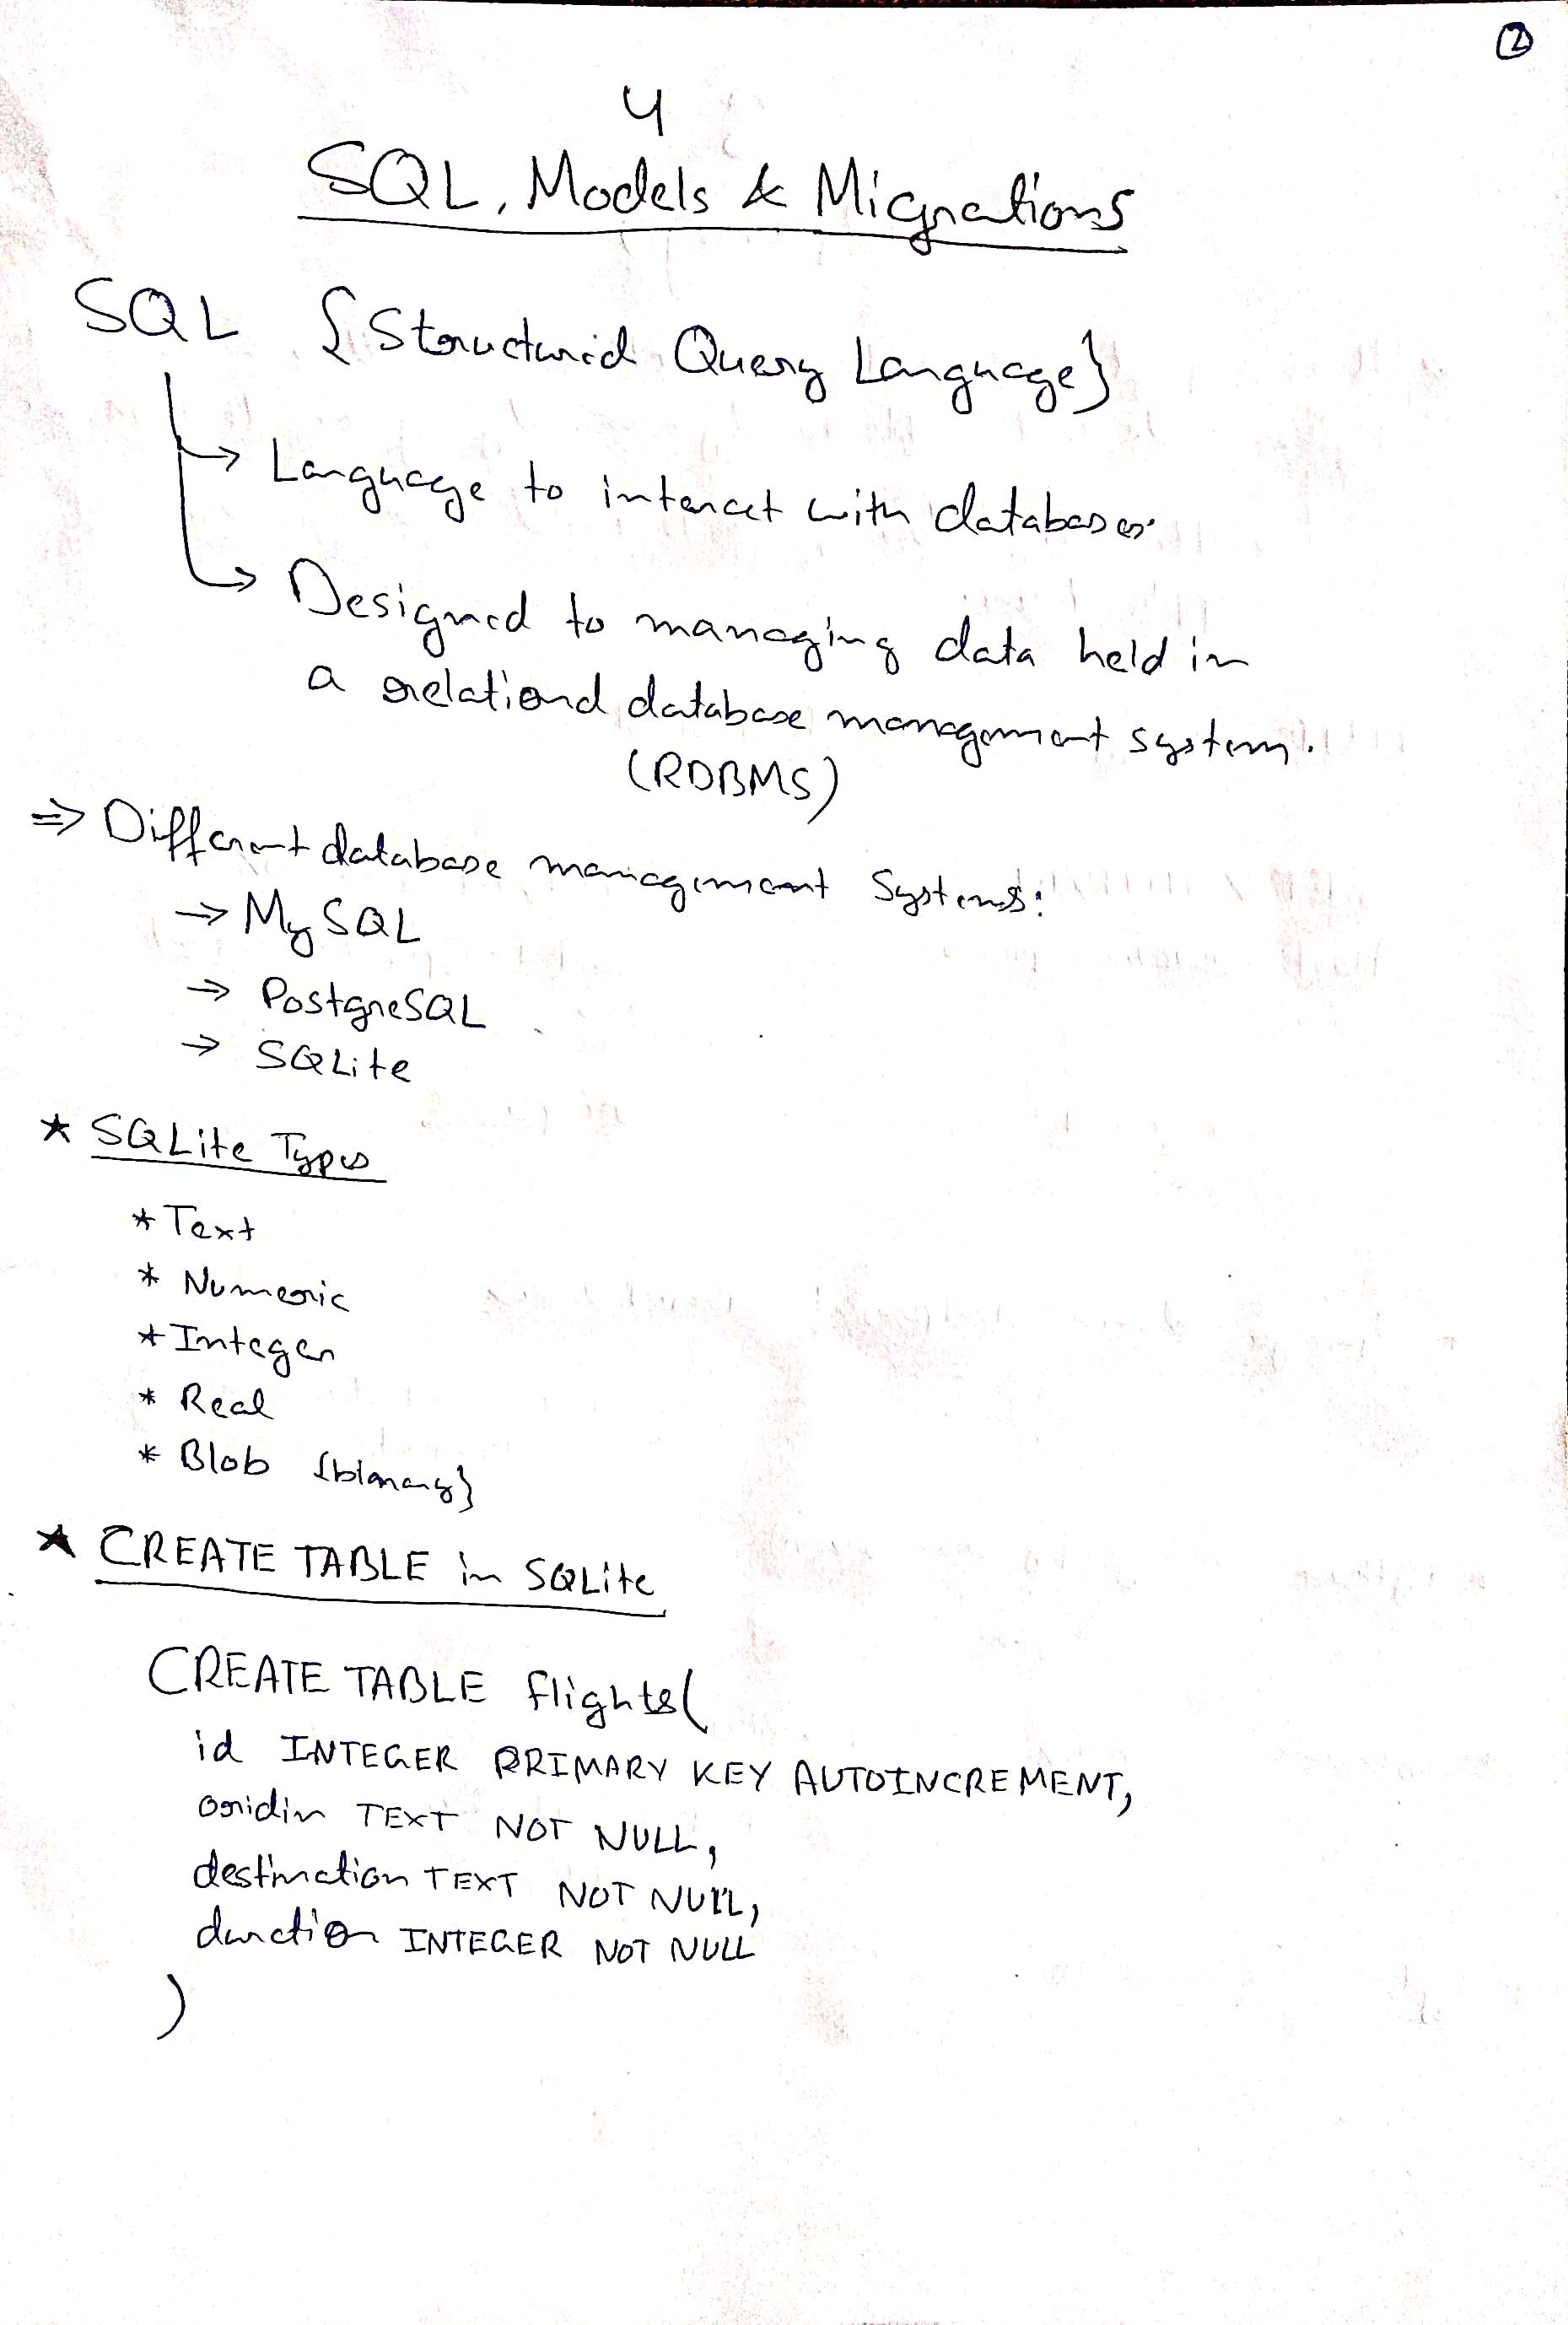 2
4
SQL, Models & Migrations
SQL {Structured Query Language}
→ Language to interact with databases.
→ Designed to managing data held in
a relational database management system.
(RDBMS)
⇒ Different database management Systems:
→ MySQL
→ PostgreSQL
→ SQLite
* SQLite Types
* Text
* Numeric
* Integer
* Real
* Blob {binary}
* CREATE TABLE in SQLite
CREATE TABLE flights(
id INTEGER PRIMARY KEY AUTOINCREMENT,
oridin TEXT NOT NULL,
destination TEXT NOT NULL,
duration INTEGER NOT NULL
)